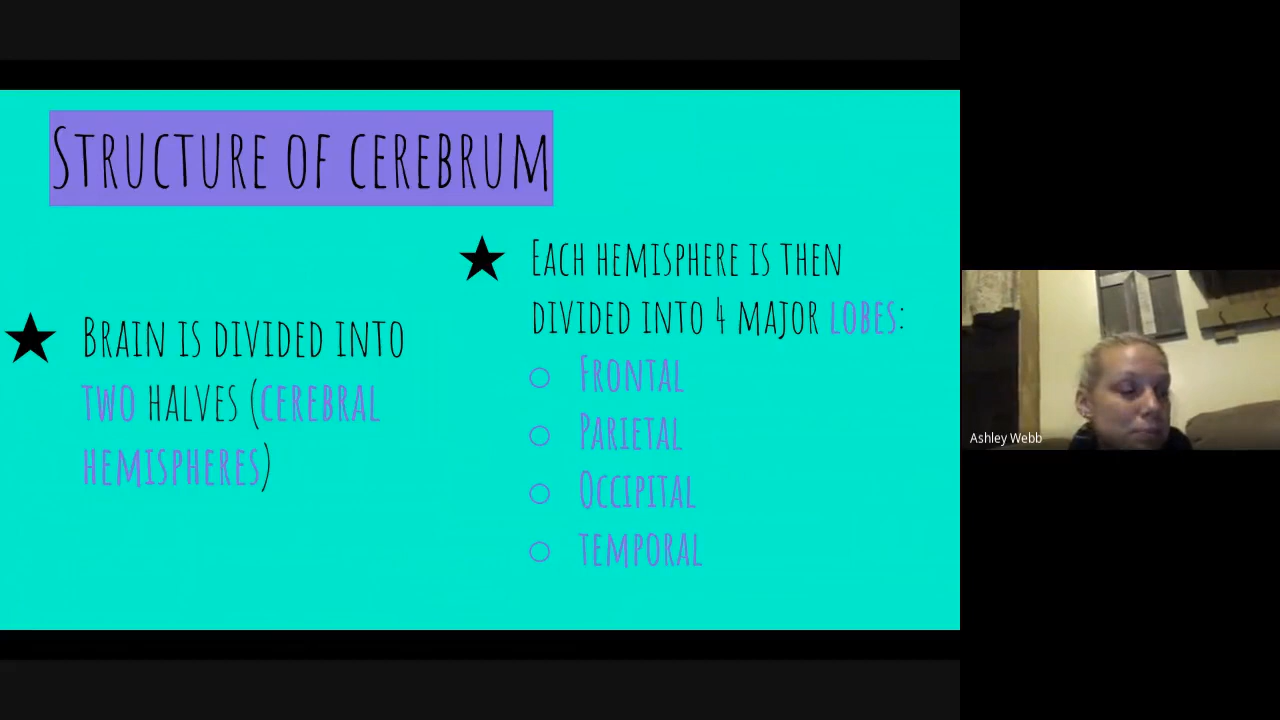 Structure of cerebrum
Brain is divided into
two halves (cerebral
hemispheres)
Each hemisphere is then
divided into 4 major lobes:
Frontal
Parietal
Occipital
temporal
Ashley Webb